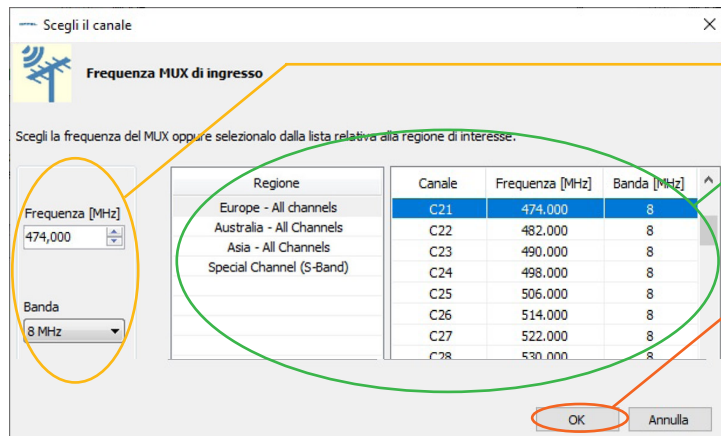 Scegli il canale
Frequenza MUX di ingresso
Scegli la frequenza del MUX oppure selezionalo dalla lista relativa alla regione di interesse.
Frequenza [MHz]
474,000
Banda
8 MHz
Regione
Europe - All channels
Australia - All Channels
Asia - All Channels
Special Channel (S-Band)
Canale Frequenza [MHz] Banda [MHz]
C21 474.000 8
C22 482.000 8
C23 490.000 8
C24 498.000 8
C25 506.000 8
C26 514.000 8
C27 522.000 8
C28 530.000 8
OK Annulla